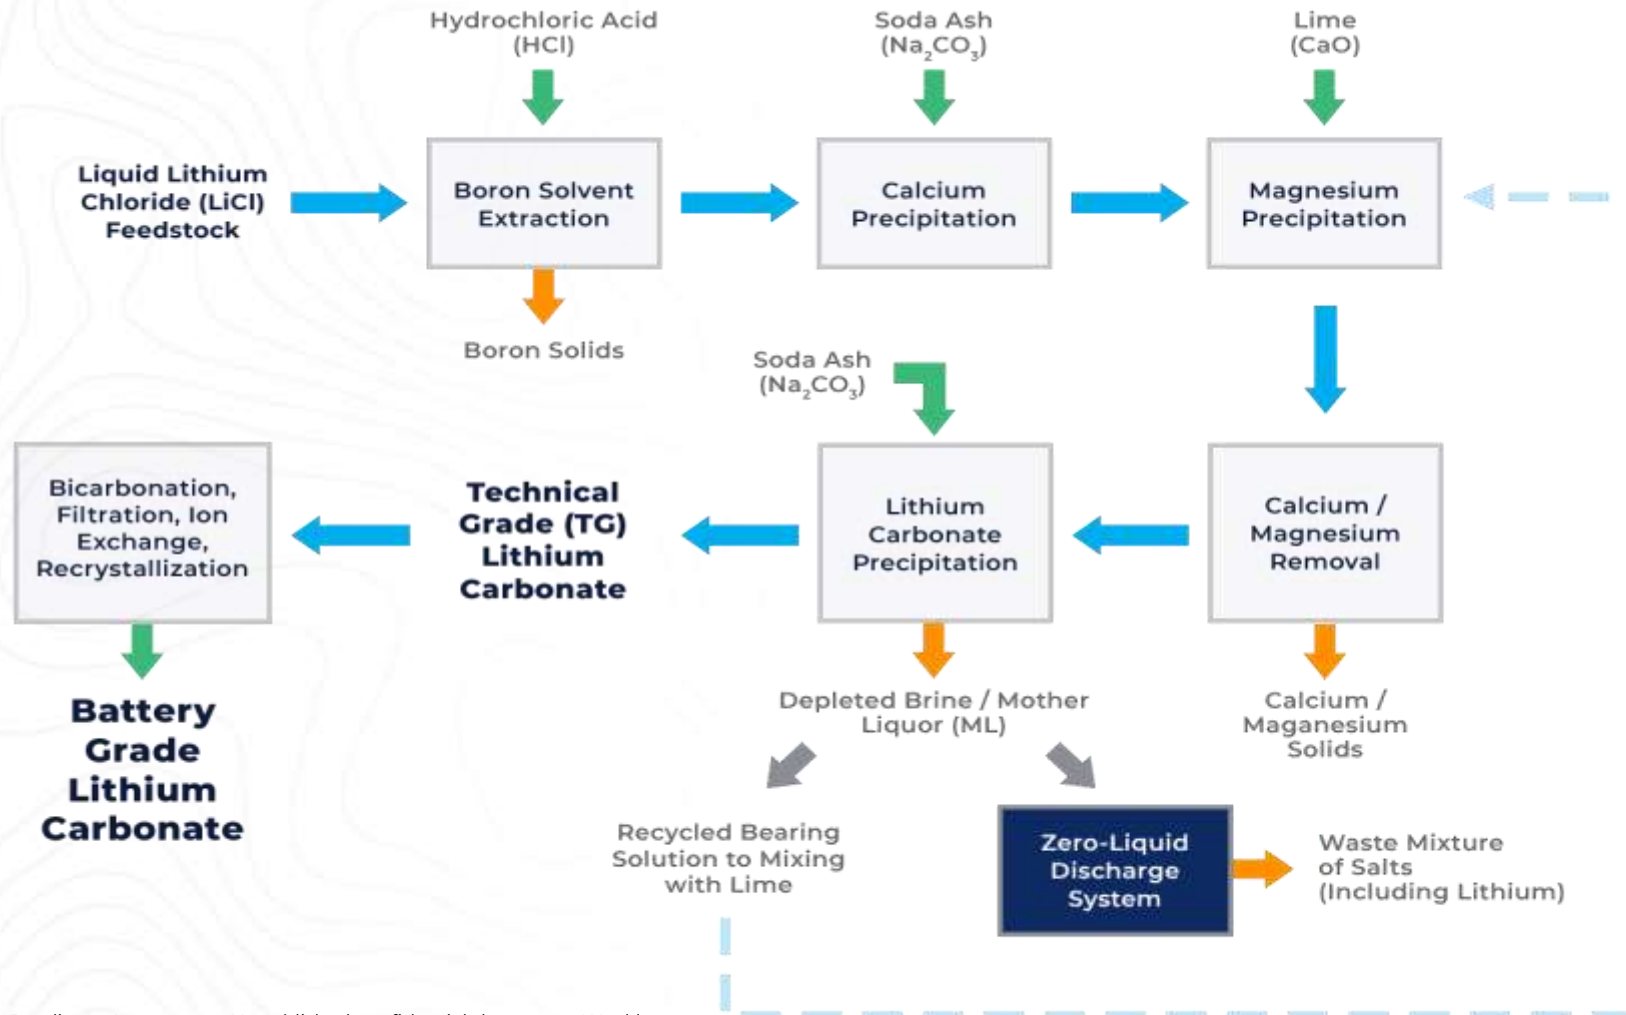 Hydrochloric Acid
(HCl)
Soda Ash
(Na₂CO₃)
Lime
(CaO)
Liquid Lithium
Chloride (LiCl)
Feedstock
Boron Solvent
Extraction
Calcium
Precipitation
Magnesium
Precipitation
Boron Solids
Soda Ash
(Na₂CO₃)
Bicarbonation,
Filtration, Ion
Exchange,
Recrystallization
Technical
Grade (TG)
Lithium
Carbonate
Lithium
Carbonate
Precipitation
Calcium /
Magnesium
Removal
Battery
Grade
Lithium
Carbonate
Depleted Brine / Mother
Liquor (ML)
Calcium /
Maganesium
Solids
Recycled Bearing
Solution to Mixing
with Lime
Zero-Liquid
Discharge
System
Waste Mixture
of Salts
(Including Lithium)